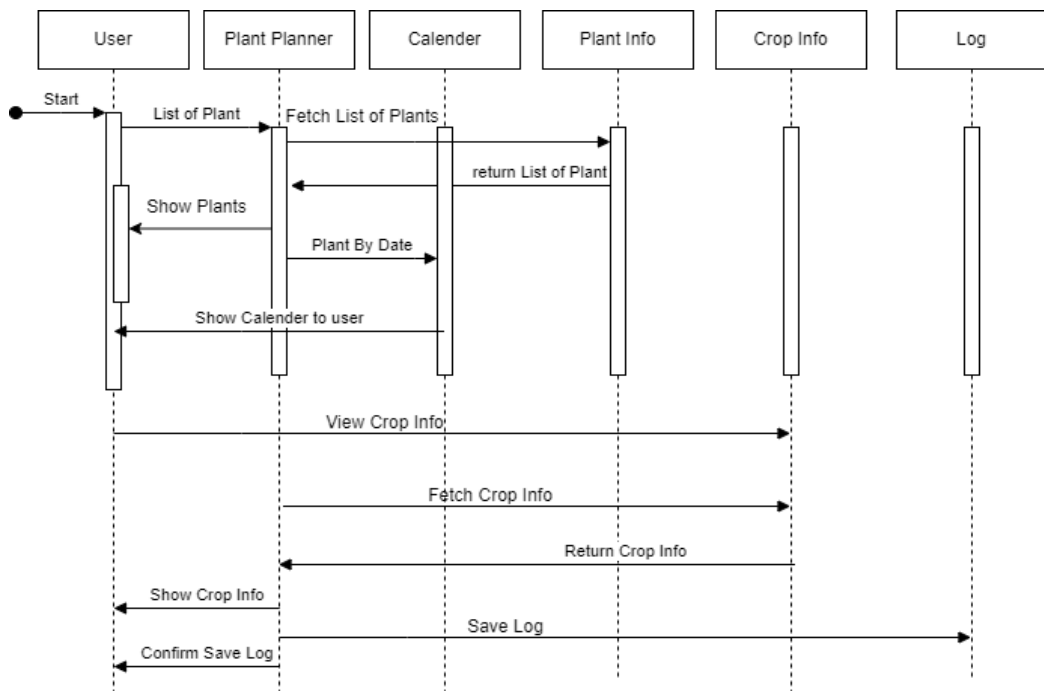 User
Plant Planner
Calender
Plant Info
Crop Info
Log
Start
List of Plant
Fetch List of Plants
return List of Plant
Show Plants
Plant By Date
Show Calender to user
View Crop Info
Fetch Crop Info
Return Crop Info
Show Crop Info
Save Log
Confirm Save Log